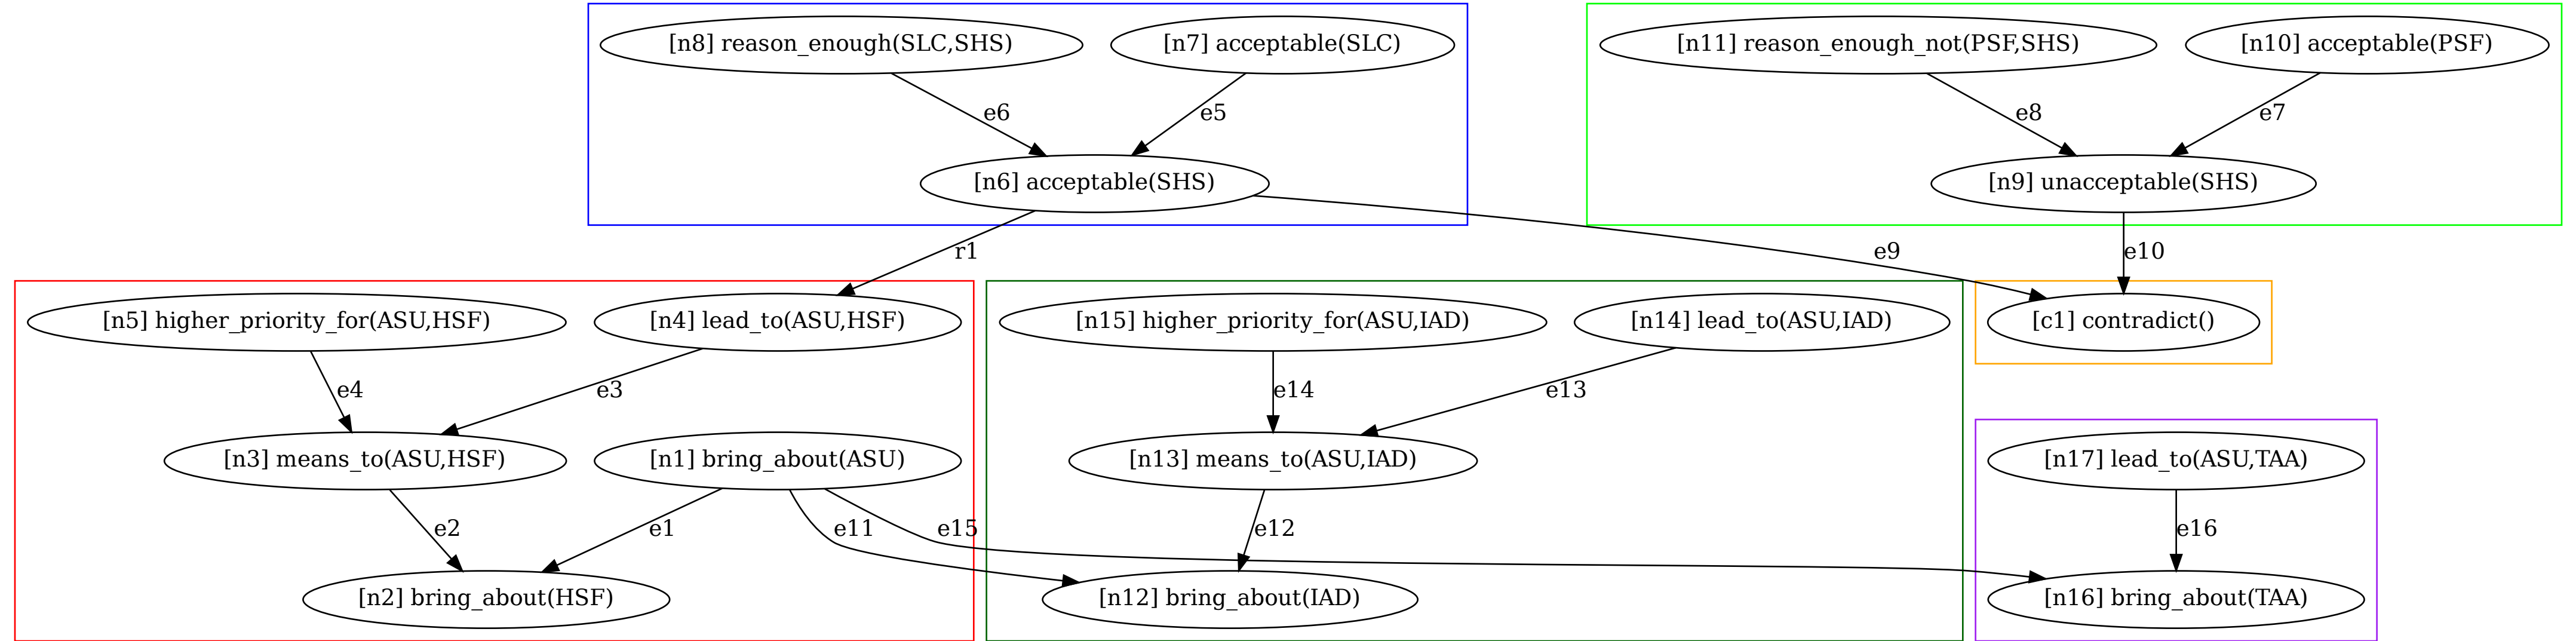 [n8] reason_enough(SLC,SHS)
[n7] acceptable(SLC)
[n11] reason_enough_not(PSF,SHS)
[n10] acceptable(PSF)
e6
e5
e8
e7
[n6] acceptable(SHS)
[n9] unacceptable(SHS)
r1
e9
e10
[n5] higher_priority_for(ASU,HSF)
[n4] lead_to(ASU,HSF)
[n15] higher_priority_for(ASU,IAD)
[n14] lead_to(ASU,IAD)
[c1] contradict()
e4
e3
e14
e13
[n3] means_to(ASU,HSF)
[n1] bring_about(ASU)
[n13] means_to(ASU,IAD)
[n17] lead_to(ASU,TAA)
e2
e1
e11
e15
e12
e16
[n2] bring_about(HSF)
[n12] bring_about(IAD)
[n16] bring_about(TAA)